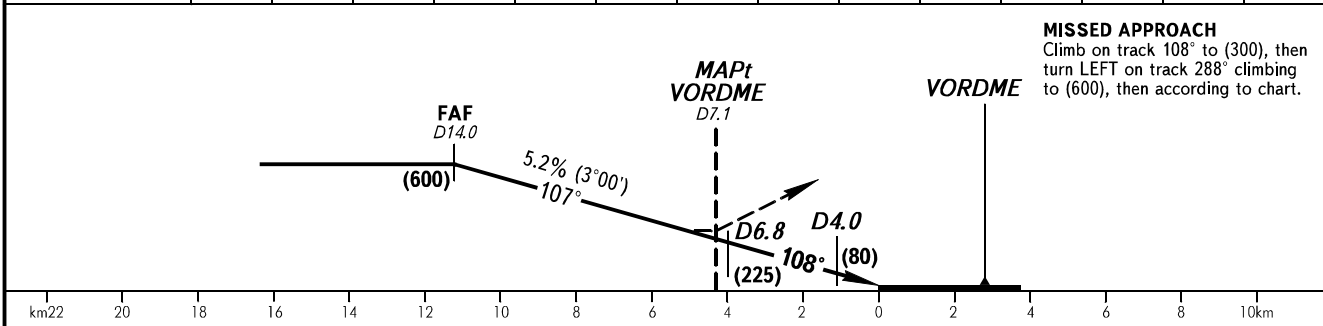 MISSED APPROACH
Climb on track 108° to (300), then
turn LEFT on track 288° climbing
to (600), then according to chart.
MAPt
VORDME
D7.1
VORDME
FAF
D14.0
(600)
5.2% (3°00')
107°
D6.8
(225)
D4.0
(80)
108°
km22 20 18 16 14 12 10 8 6 4 2 0 2 4 6 8 10km